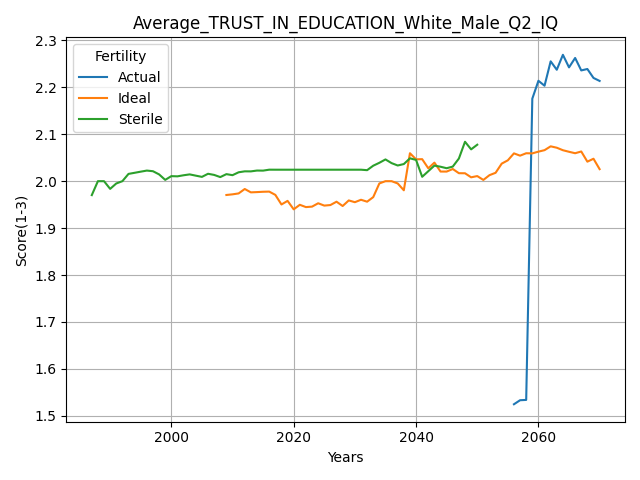 Average_TRUST_IN_EDUCATION_White_Male_Q2_IQ
Fertility
Actual
Ideal
Sterile
Score(1-3)
2.3
2.2
2.1
2.0
1.9
1.8
1.7
1.6
1.5
2000
2020
2040
2060
Years